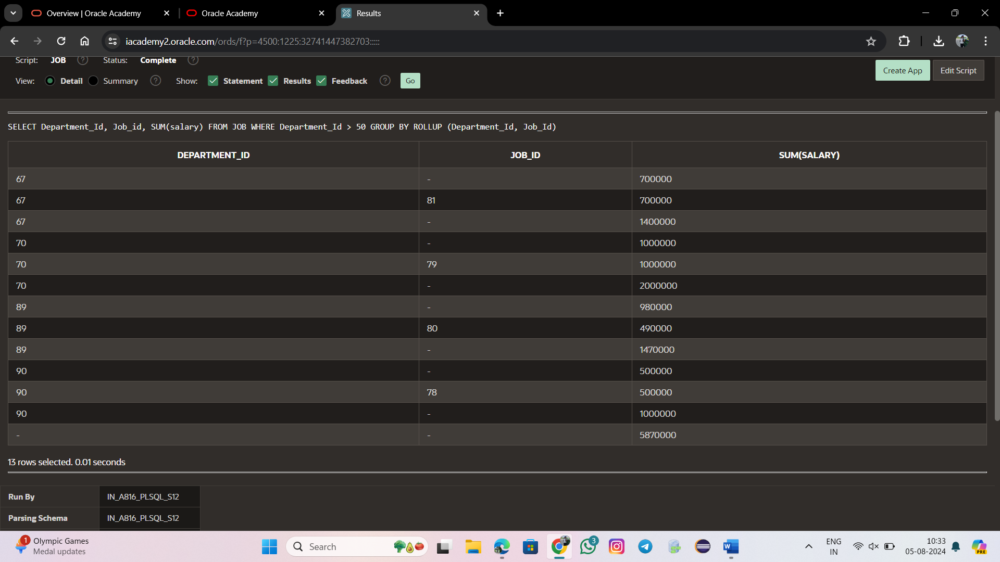 Overview | Oracle Academy
Oracle Academy
Results
iacademy2.oracle.com/ords/f?p=4500:1225:32741447382703:::::
Script: JOB ? Status: Complete ?
Create App Edit Script
View: Detail Summary ? Show: Statement Results Feedback ? Go
SELECT Department_Id, Job_id, SUM(salary) FROM JOB WHERE Department_Id > 50 GROUP BY ROLLUP (Department_Id, Job_Id)
DEPARTMENT_ID JOB_ID SUM(SALARY)
67 - 700000
67 81 700000
67 - 1400000
70 - 1000000
70 79 1000000
70 - 2000000
89 - 980000
89 80 490000
89 - 1470000
90 - 500000
90 78 500000
90 - 1000000
- - 5870000
13 rows selected. 0.01 seconds
Run By IN_A816_PLSQL_S12
Parsing Schema IN_A816_PLSQL_S12
1 Olympic Games
Medal updates
Search
3
W
ENG
IN
10:33
05-08-2024
PRE